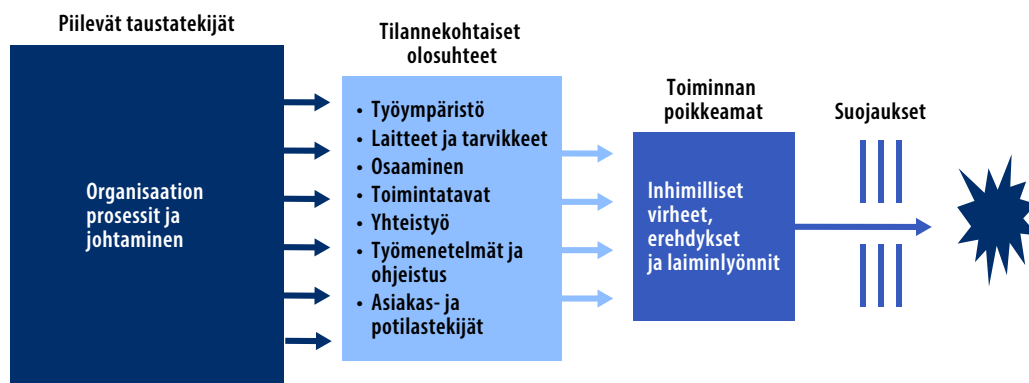 Piilevät taustatekijät
Organisaation
prosessit ja
johtaminen
Tilannekohtaiset
olosuhteet
• Työympäristö
• Laitteet ja tarvikkeet
• Osaaminen
• Toimintatavat
• Yhteistyö
• Työmenetelmät ja
ohjeistus
• Asiakas- ja
potilastekijät
Toiminnan
poikkeamat
Inhimilliset
virheet,
erehdykset
ja laiminlyönnit
Suojaukset